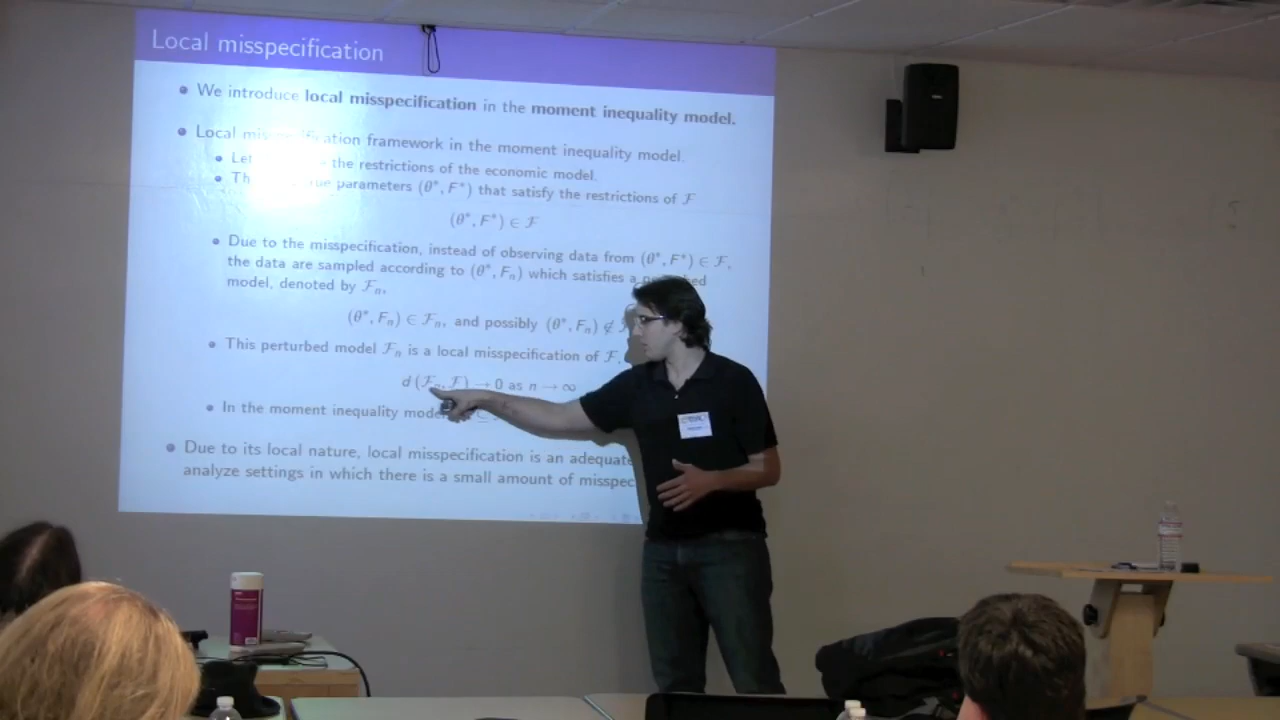 Local misspecification
We introduce local misspecification in the moment inequality model.
Local misspecification framework in the moment inequality model.
Let the restrictions of the economic model.
Th parameters (θ*, F*) that satisfy the restrictions of ℱ
(θ*, F*) ∈ ℱ
Due to the misspecification, instead of observing data from (θ*, F*) ∈ ℱ,
the data are sampled according to (θ*, Fₙ) which satisfies a
model, denoted by ℱₙ,
(θ*, Fₙ) ∈ ℱₙ, and possibly (θ*, Fₙ) ∉
This perturbed model ℱₙ is a local misspecification of ℱ,
d (ℱₙ, ℱ) → 0 as n → ∞
In the moment inequality
Due to its local nature, local misspecification is an adequate
analyze settings in which there is a small amount of